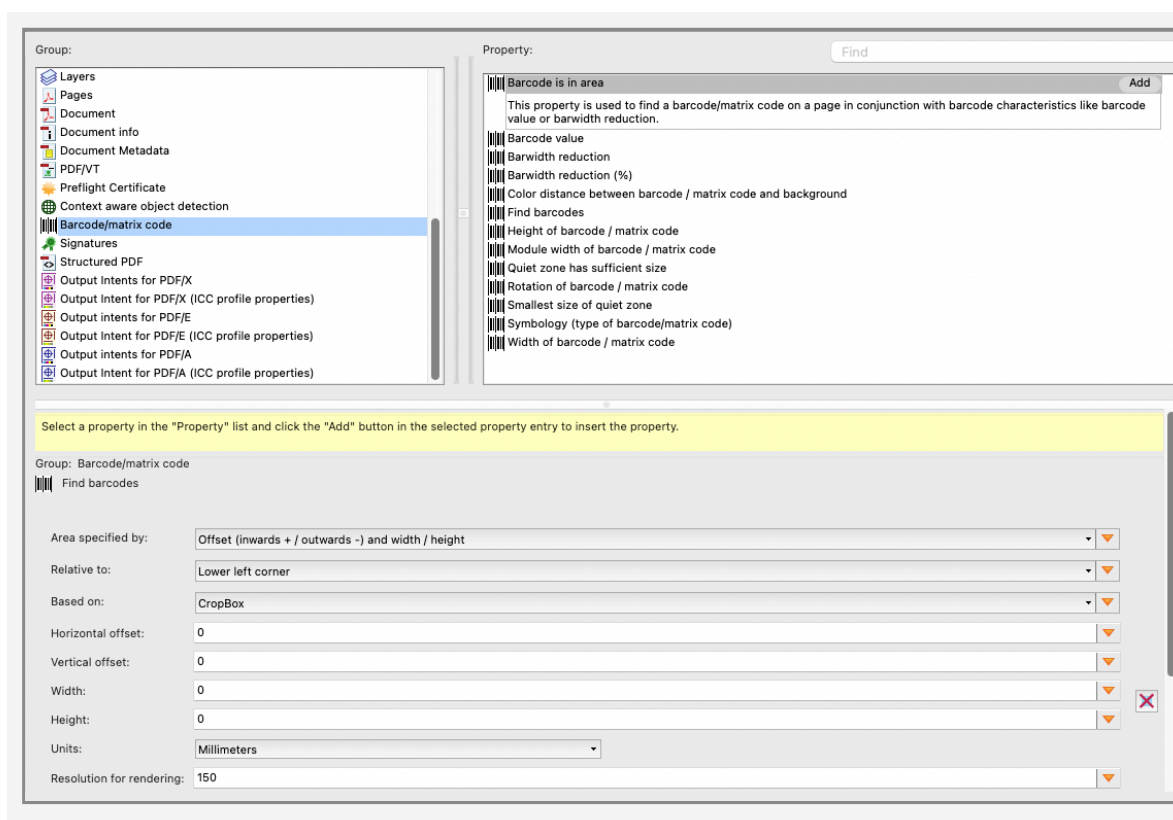 Group:
Layers
Pages
Document
Document info
Document Metadata
PDF/VT
Preflight Certificate
Context aware object detection
Barcode/matrix code
Signatures
Structured PDF
Output Intents for PDF/X
Output Intent for PDF/X (ICC profile properties)
Output intents for PDF/E
Output Intent for PDF/E (ICC profile properties)
Output intents for PDF/A
Output Intent for PDF/A (ICC profile properties)
Property:
Find
Barcode is in area Add
This property is used to find a barcode/matrix code on a page in conjunction with barcode characteristics like barcode
value or barwidth reduction.
Barcode value
Barwidth reduction
Barwidth reduction (%)
Color distance between barcode / matrix code and background
Find barcodes
Height of barcode / matrix code
Module width of barcode / matrix code
Quiet zone has sufficient size
Rotation of barcode / matrix code
Smallest size of quiet zone
Symbology (type of barcode/matrix code)
Width of barcode / matrix code
Select a property in the "Property" list and click the "Add" button in the selected property entry to insert the property.
Group: Barcode/matrix code
Find barcodes
Area specified by: Offset (inwards + / outwards -) and width / height
Relative to: Lower left corner
Based on: CropBox
Horizontal offset: 0
Vertical offset: 0
Width: 0
Height: 0
Units: Millimeters
Resolution for rendering: 150